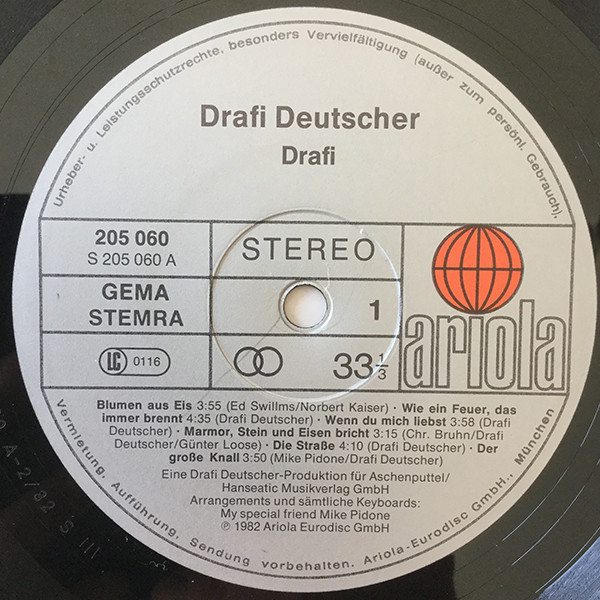 Urheber- u. Leistungsschutzrechte, besonders Vervielfältigung (außer zum persönl. Gebrauch),
Drafi Deutscher
Drafi
205 060
S 205 060 A
STEREO
GEMA
STEMRA
1
LC 0116
33 1/3
ariola
Blumen aus Eis 3:55 (Ed Swillms/Norbert Kaiser) · Wie ein Feuer, das
immer brennt 4:35 (Drafi Deutscher) · Wenn du mich liebst 3:58 (Drafi
Deutscher) · Marmor, Stein und Eisen bricht 3:15 (Chr. Bruhn/Drafi
Deutscher/Günter Loose) · Die Straße 4:10 (Drafi Deutscher) · Der
große Knall 3:50 (Mike Pidone/Drafi Deutscher)
Eine Drafi Deutscher-Produktion für Aschenputtel/
Hanseatic Musikverlag GmbH
Arrangements und sämtliche Keyboards:
My special friend Mike Pidone
℗ 1982 Ariola Eurodisc GmbH
Vermietung, Aufführung, Sendung vorbehalten. Ariola-Eurodisc GmbH., München
A-2/82 S III